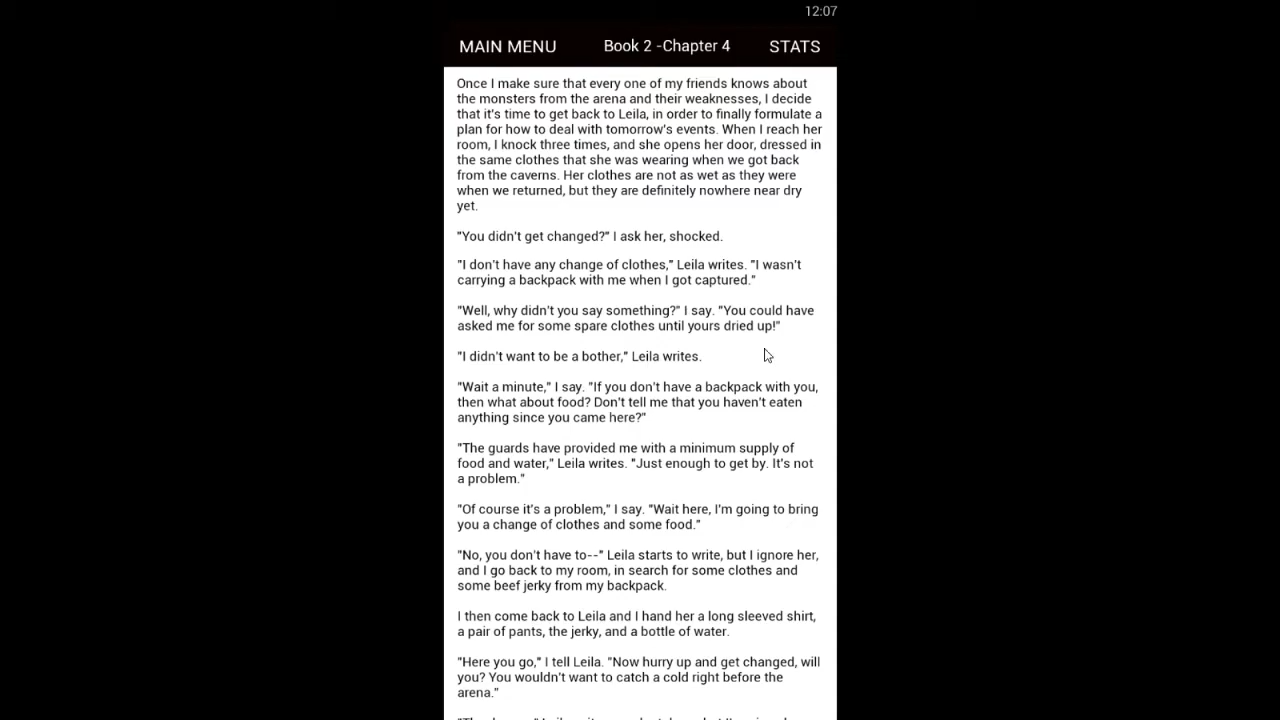 12:07
MAIN MENU Book 2 -Chapter 4 STATS
Once I make sure that every one of my friends knows about
the monsters from the arena and their weaknesses, I decide
that it's time to get back to Leila, in order to finally formulate a
plan for how to deal with tomorrow's events. When I reach her
room, I knock three times, and she opens her door, dressed in
the same clothes that she was wearing when we got back
from the caverns. Her clothes are not as wet as they were
when we returned, but they are definitely nowhere near dry
yet.
"You didn't get changed?" I ask her, shocked.
"I don't have any change of clothes," Leila writes. "I wasn't
carrying a backpack with me when I got captured."
"Well, why didn't you say something?" I say. "You could have
asked me for some spare clothes until yours dried up!"
"I didn't want to be a bother," Leila writes.
"Wait a minute," I say. "If you don't have a backpack with you,
then what about food? Don't tell me that you haven't eaten
anything since you came here?"
"The guards have provided me with a minimum supply of
food and water," Leila writes. "Just enough to get by. It's not
a problem."
"Of course it's a problem," I say. "Wait here, I'm going to bring
you a change of clothes and some food."
"No, you don't have to--" Leila starts to write, but I ignore her,
and I go back to my room, in search for some clothes and
some beef jerky from my backpack.
I then come back to Leila and I hand her a long sleeved shirt,
a pair of pants, the jerky, and a bottle of water.
"Here you go," I tell Leila. "Now hurry up and get changed, will
you? You wouldn't want to catch a cold right before the
arena."